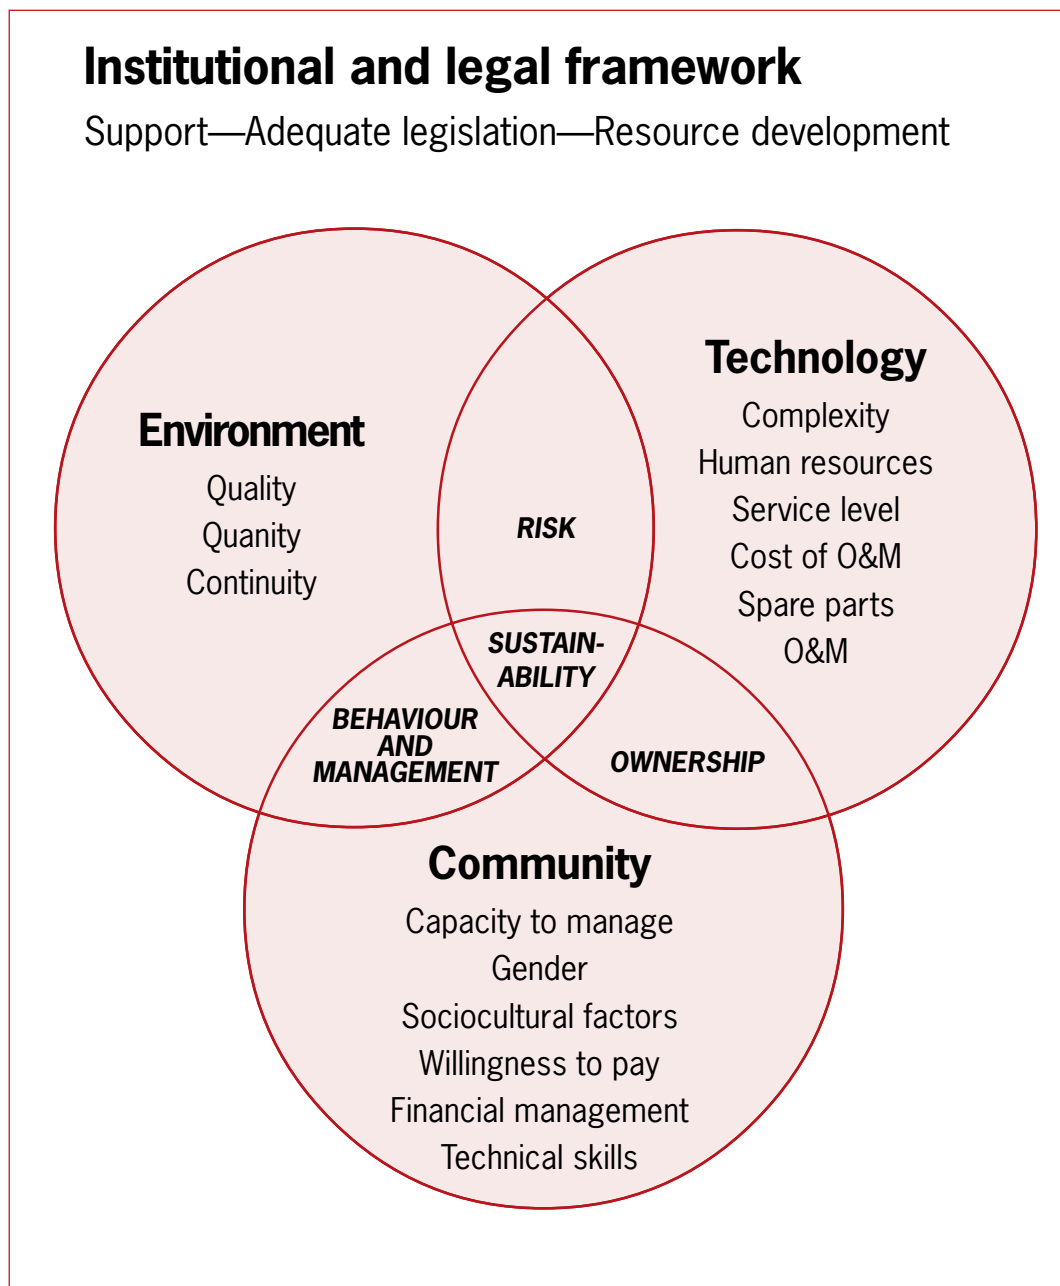 Institutional and legal framework
Support—Adequate legislation—Resource development
Environment
Quality
Quanity
Continuity
Technology
Complexity
Human resources
Service level
Cost of O&M
Spare parts
O&M
RISK
SUSTAIN-
ABILITY
BEHAVIOUR
AND
MANAGEMENT
OWNERSHIP
Community
Capacity to manage
Gender
Sociocultural factors
Willingness to pay
Financial management
Technical skills